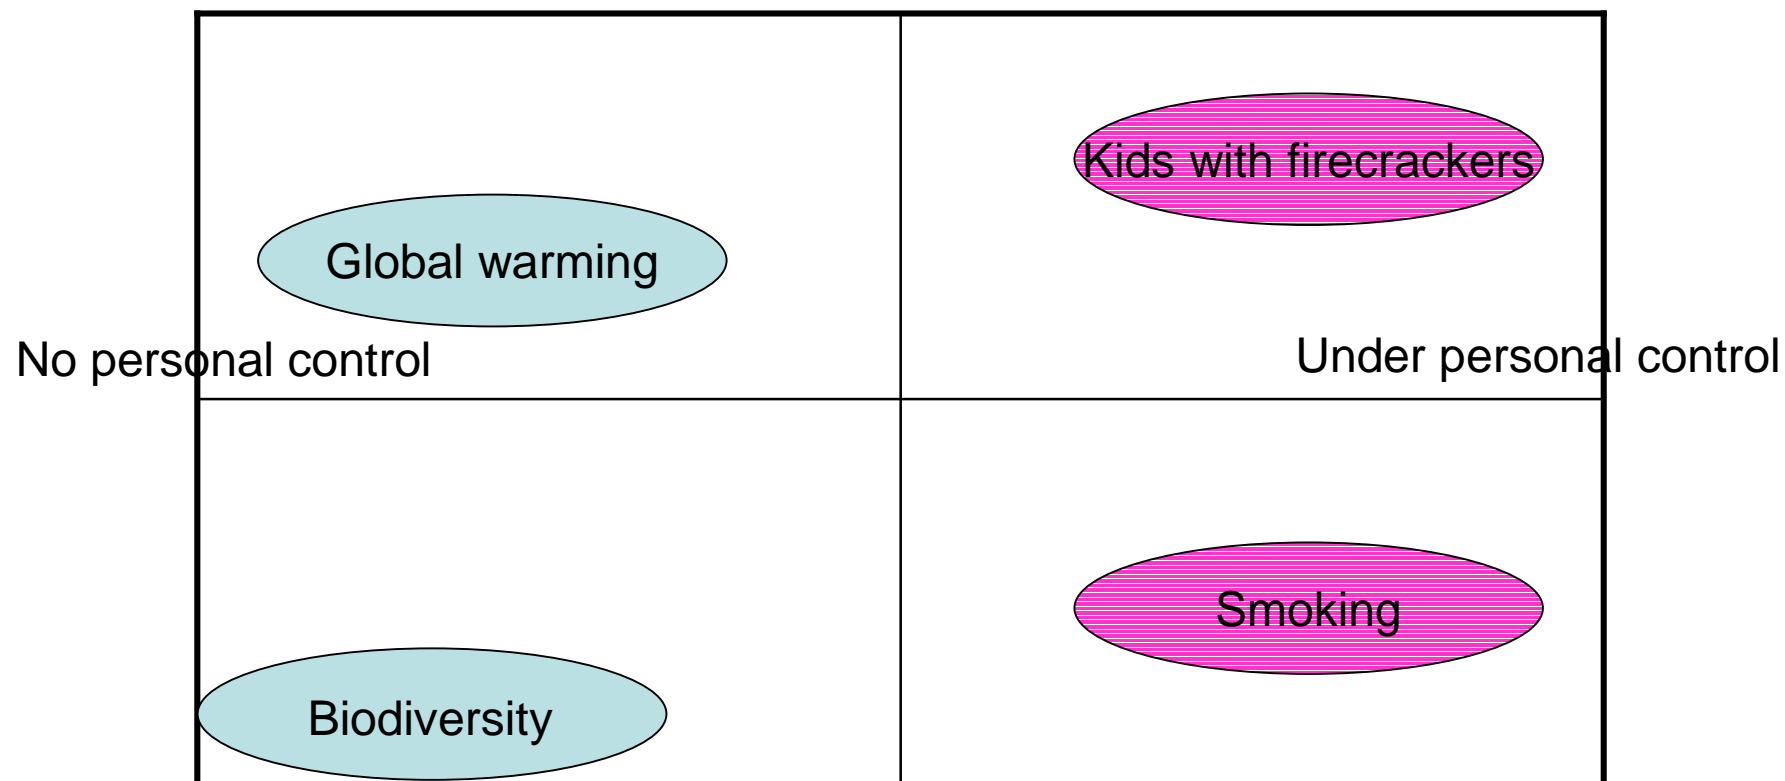 Kids with firecrackers
Global warming
No personal control
Under personal control
Smoking
Biodiversity